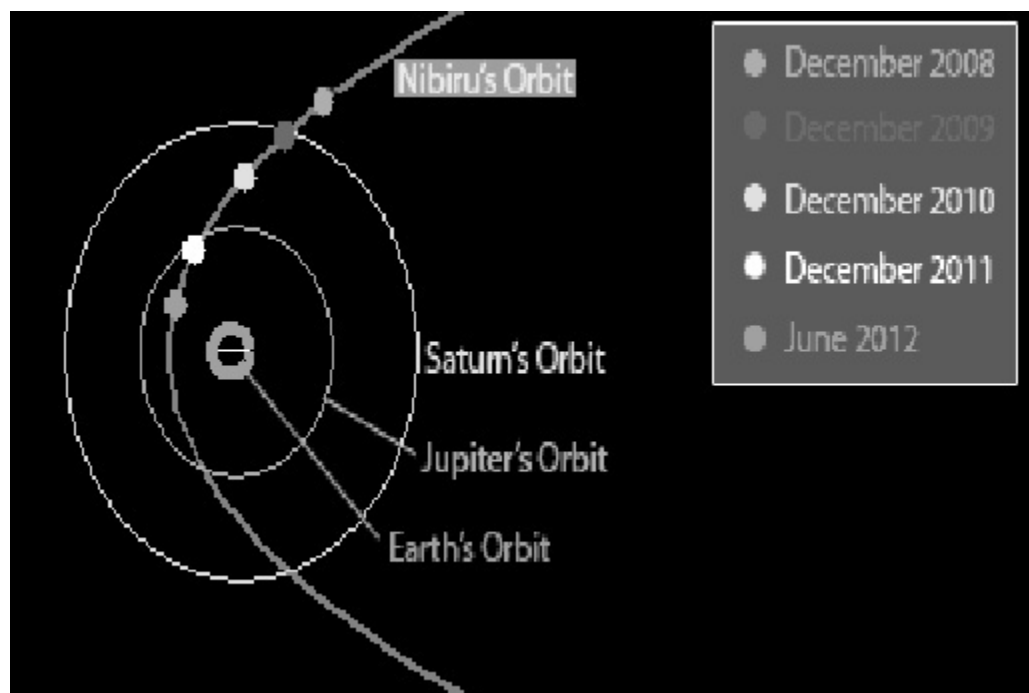 Nibiru's Orbit
December 2008
December 2009
December 2010
December 2011
June 2012
Saturn's Orbit
Jupiter's Orbit
Earth's Orbit